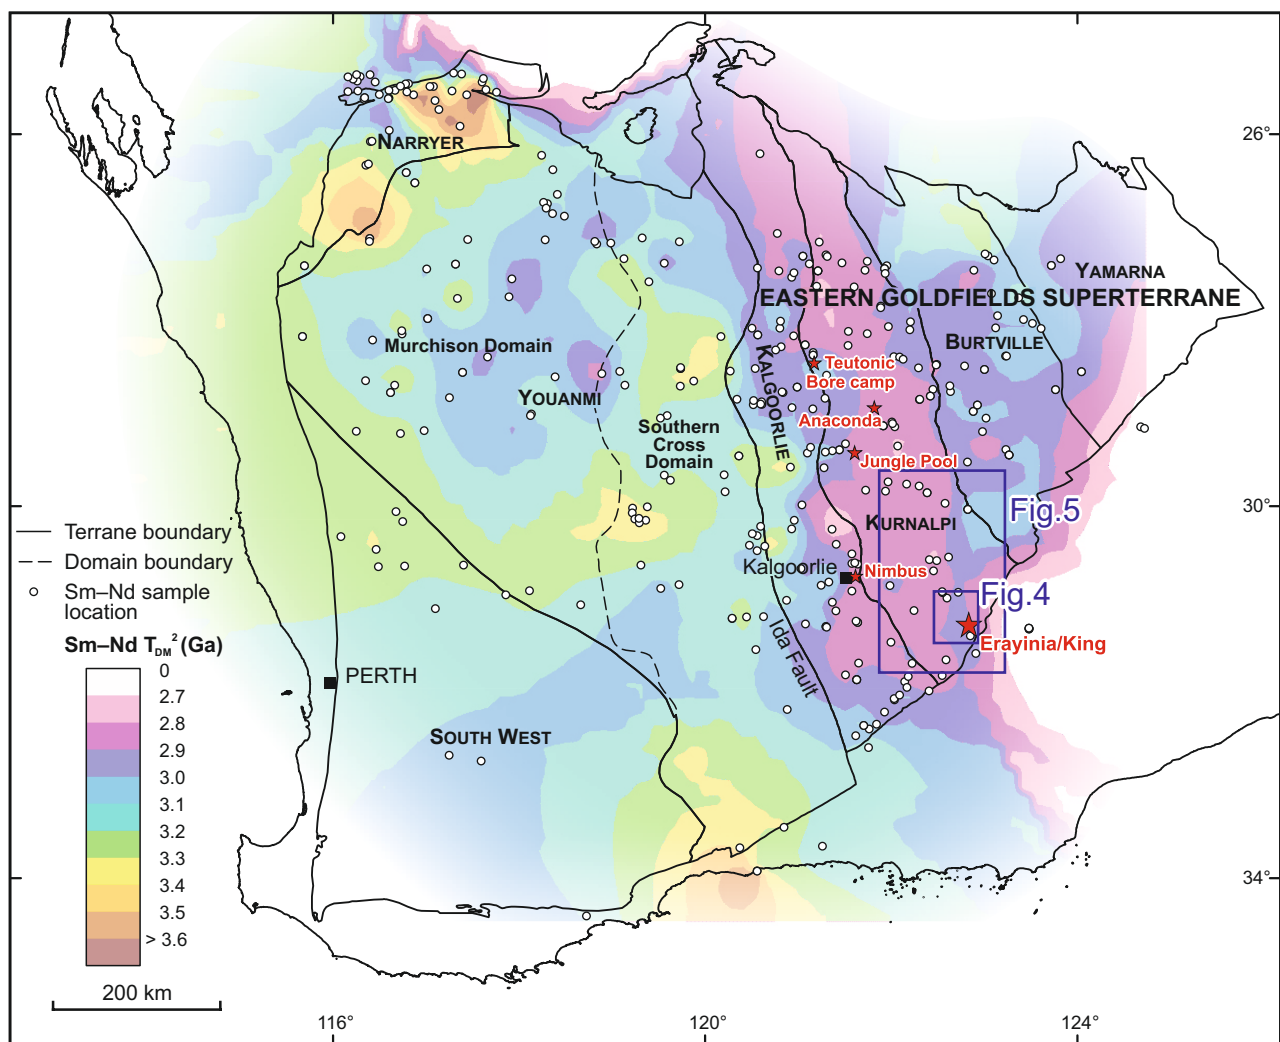 26°
NARRYER
YAMARNA
EASTERN GOLDFIELDS SUPERTERRANE
BURTVILLE
Murchison Domain
KALGOORLIE
Teutonic
Bore camp
YOUANMI
Anaconda
Southern
Cross
Domain
Jungle Pool
30°
Fig.5
KURNALPI
Terrane boundary
Domain boundary
Sm–Nd sample
location
Kalgoorlie
Nimbus
Fig.4
Erayinia/King
Ida Fault
Sm–Nd TDM² (Ga)
0
2.7
2.8
2.9
3.0
3.1
3.2
3.3
3.4
3.5
> 3.6
PERTH
SOUTH WEST
34°
200 km
116°
120°
124°